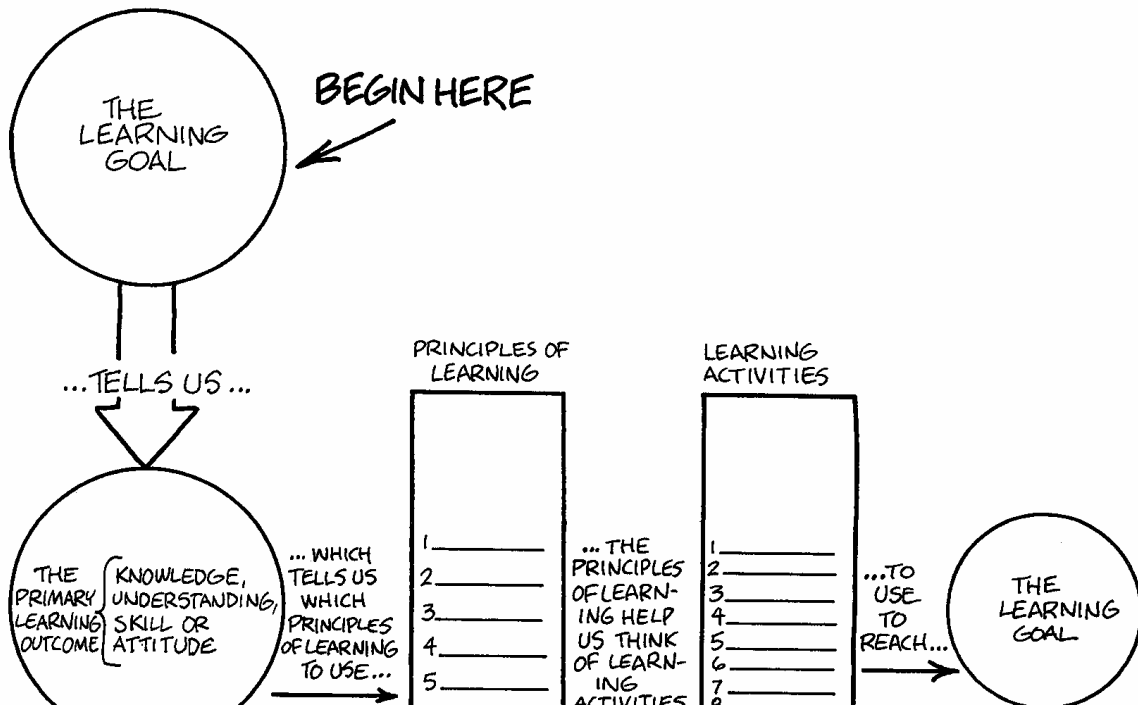 THE
LEARNING
GOAL
BEGIN HERE
...TELLS US...
THE
PRIMARY
LEARNING
OUTCOME
KNOWLEDGE,
UNDERSTANDING,
SKILL OR
ATTITUDE
... WHICH
TELLS US
WHICH
PRINCIPLES
OF LEARNING
TO USE...
PRINCIPLES OF
LEARNING
1
2
3
4
5
... THE
PRINCIPLES
OF LEARN-
ING HELP
US THINK
OF LEARN-
ING
ACTIVITIES
LEARNING
ACTIVITIES
1
2
3
4
5
6
7
...TO
USE
TO
REACH...
THE
LEARNING
GOAL